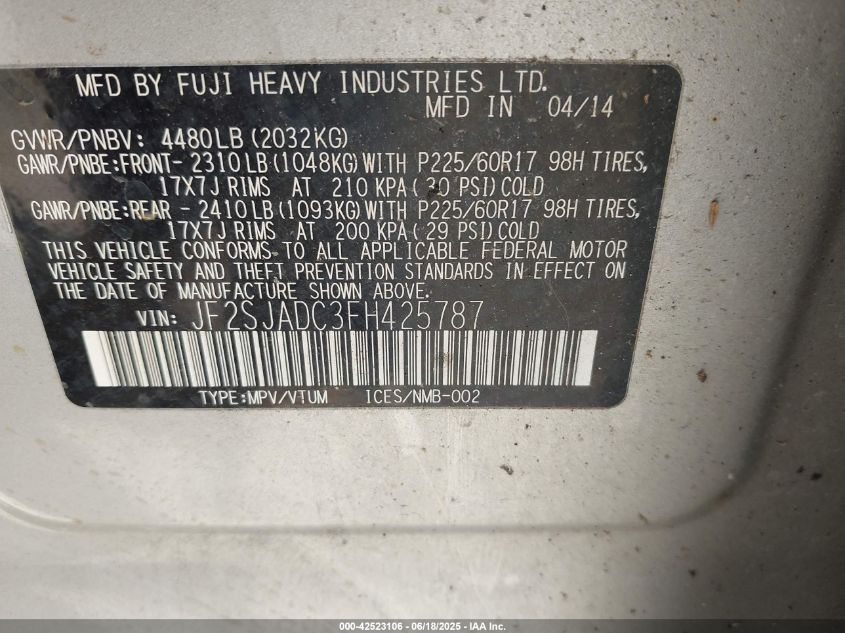 MFD BY FUJI HEAVY INDUSTRIES LTD.
MFD IN 04/14
GVWR/PNBV: 4480LB (2032KG)
GAWR/PNBE:FRONT- 2310LB (1048KG)WITH P225/60R17 98H TIRES,
17X7J RIMS AT 210 KPA(30 PSI)COLD
GAWR/PNBE:REAR - 2410LB (1093KG)WITH P225/60R17 98H TIRES,
17X7J RIMS AT 200 KPA(29 PSI)COLD
THIS VEHICLE CONFORMS TO ALL APPLICABLE FEDERAL MOTOR
VEHICLE SAFETY AND THEFT PREVENTION STANDARDS IN EFFECT ON
THE DATE OF MANUFACTURE SHOWN ABOVE.
VIN: JF2SJADC3FH425787
TYPE:MPV/VTUM ICES/NMB-002
000-42523106 - 06/18/2025 - IAA Inc.